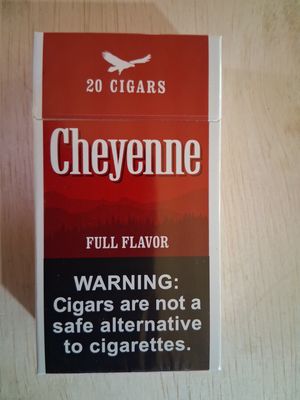 20 CIGARS
Cheyenne
FULL FLAVOR
WARNING:
Cigars are not a
safe alternative
to cigarettes.